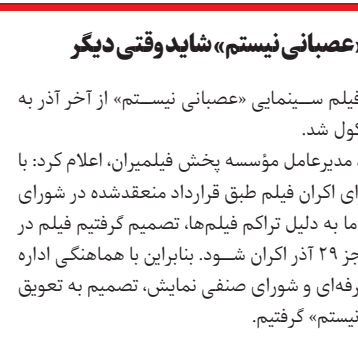 «عصبانی نیستم» شاید وقتی دیگر
فیلم سینمایی «عصبانی نیستم» از آخر آذر به
کول شد.
مدیرعامل مؤسسه پخش فیلمیران، اعلام کرد: با
ای اکران فیلم طبق قرارداد منعقدشده در شورای
ما به دلیل تراکم فیلم‌ها، تصمیم گرفتیم فیلم در
جز ۲۹ آذر اکران شود. بنابراین با هماهنگی اداره
رفه‌ای و شورای صنفی نمایش، تصمیم به تعویق
نیستم» گرفتیم.